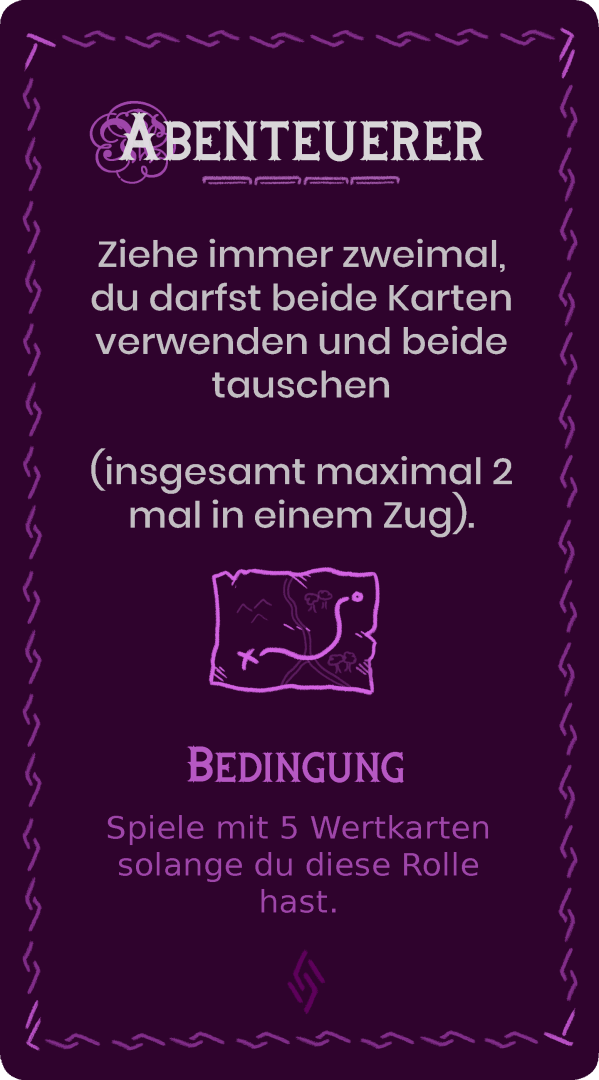 Abenteuerer
Ziehe immer zweimal,
du darfst beide Karten
verwenden und beide
tauschen
(insgesamt maximal 2
mal in einem Zug).
Bedingung
Spiele mit 5 Wertkarten
solange du diese Rolle
hast.